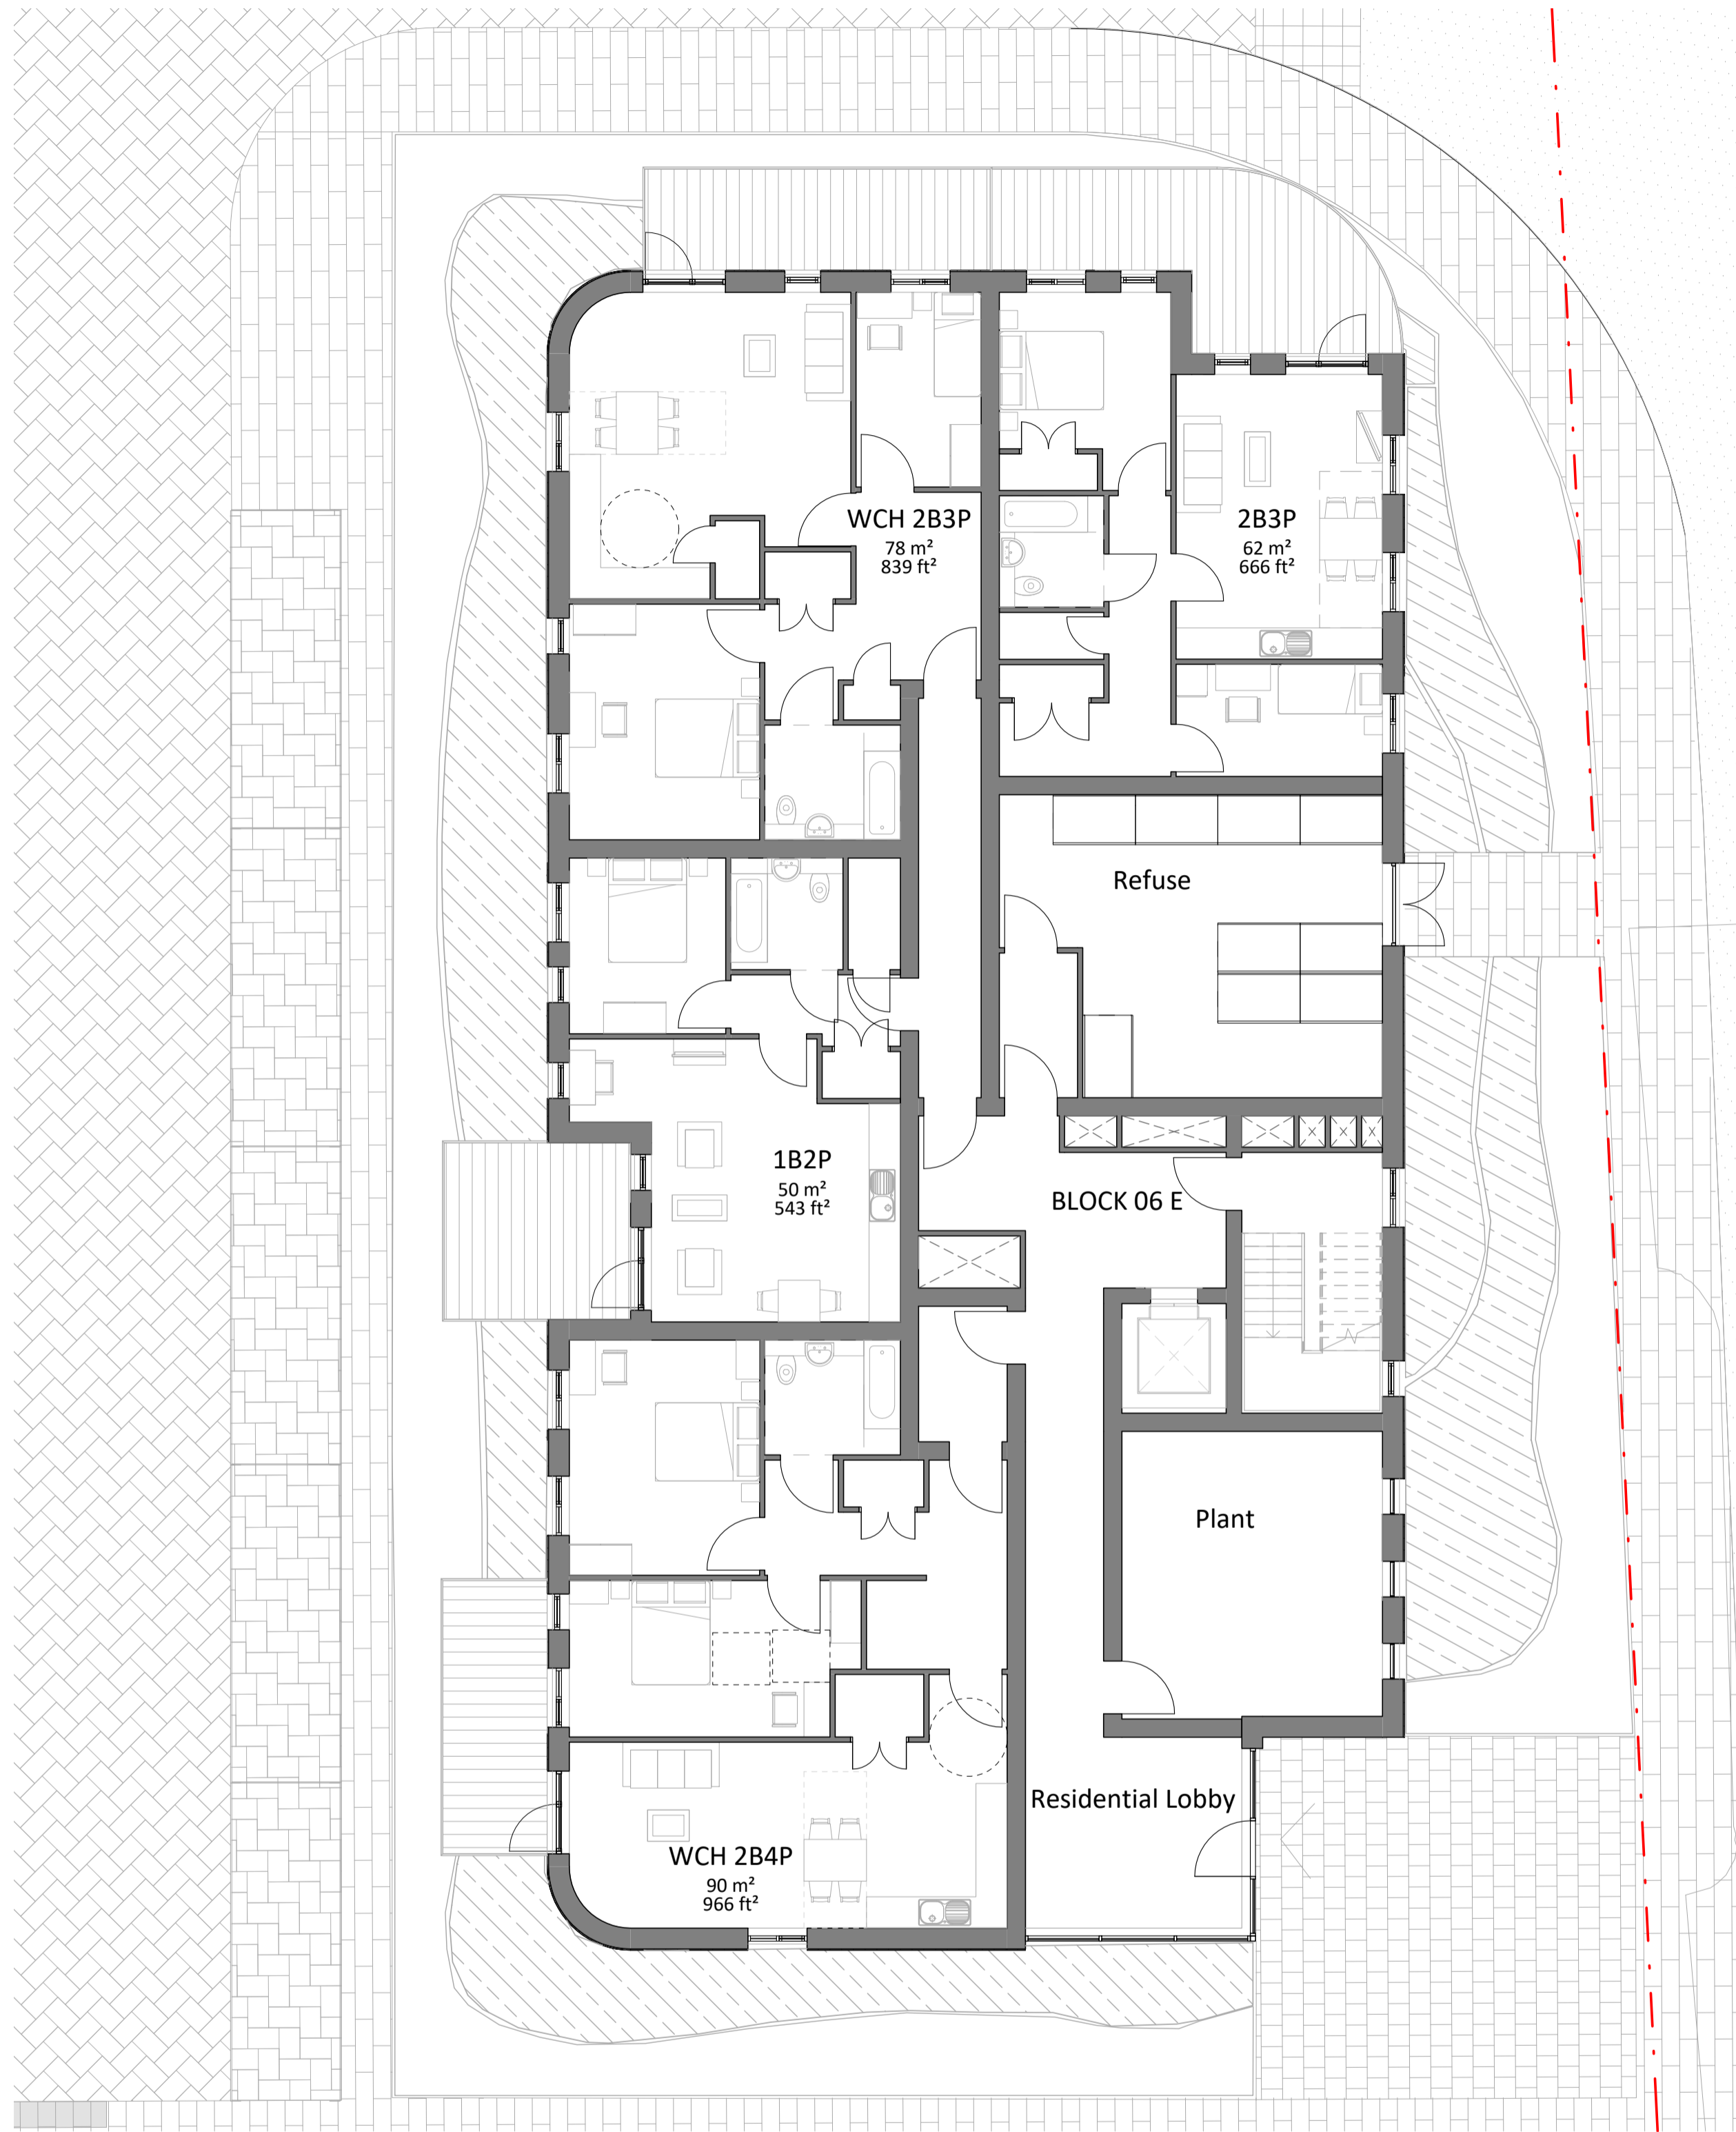 WCH 2B3P
78 m²
839 ft²
2B3P
62 m²
666 ft²
Refuse
1B2P
50 m²
543 ft²
BLOCK 06 E
Plant
Residential Lobby
WCH 2B4P
90 m²
966 ft²